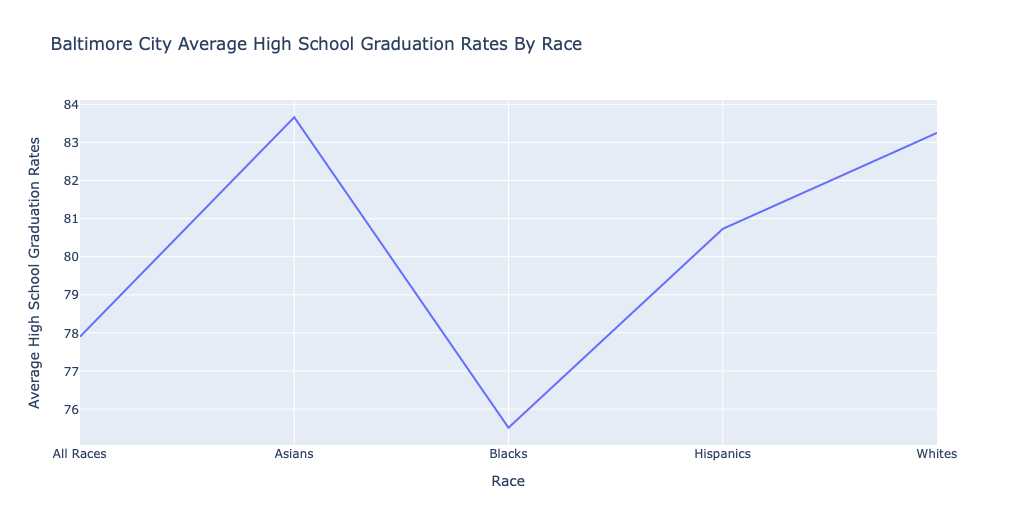 Baltimore City Average High School Graduation Rates By Race
Average High School Graduation Rates
84
83
82
81
80
79
78
77
76
All Races Asians Blacks Hispanics Whites
Race